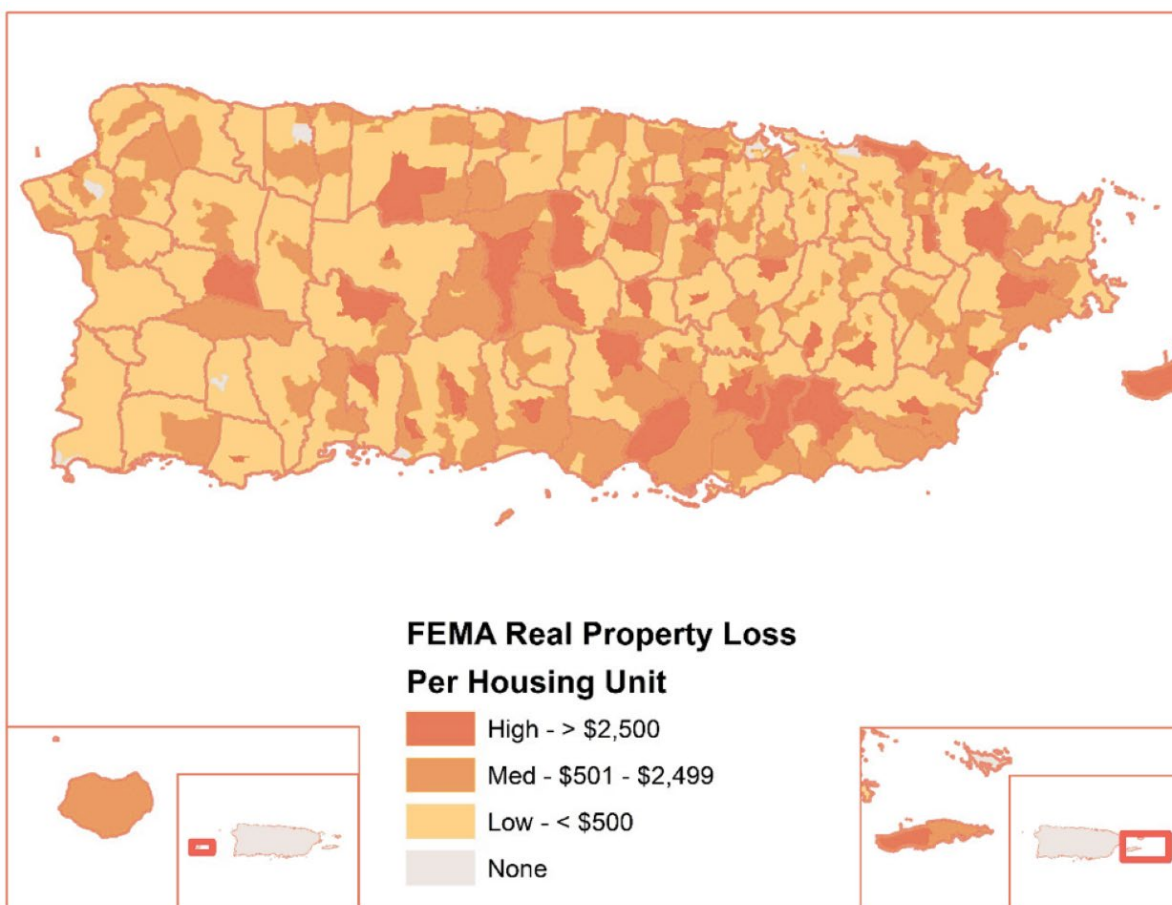 FEMA Real Property Loss
Per Housing Unit
High - > $2,500
Med - $501 - $2,499
Low - < $500
None